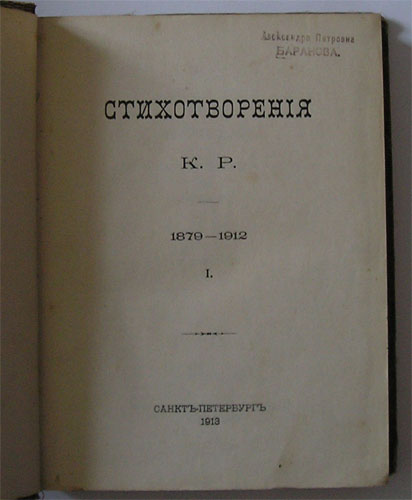 Александра Петровна
БАРАНОВА.
СТИХОТВОРЕНІЯ
К. Р.
1879—1912
I.
САНКТЪ-ПЕТЕРБУРГЪ
1913